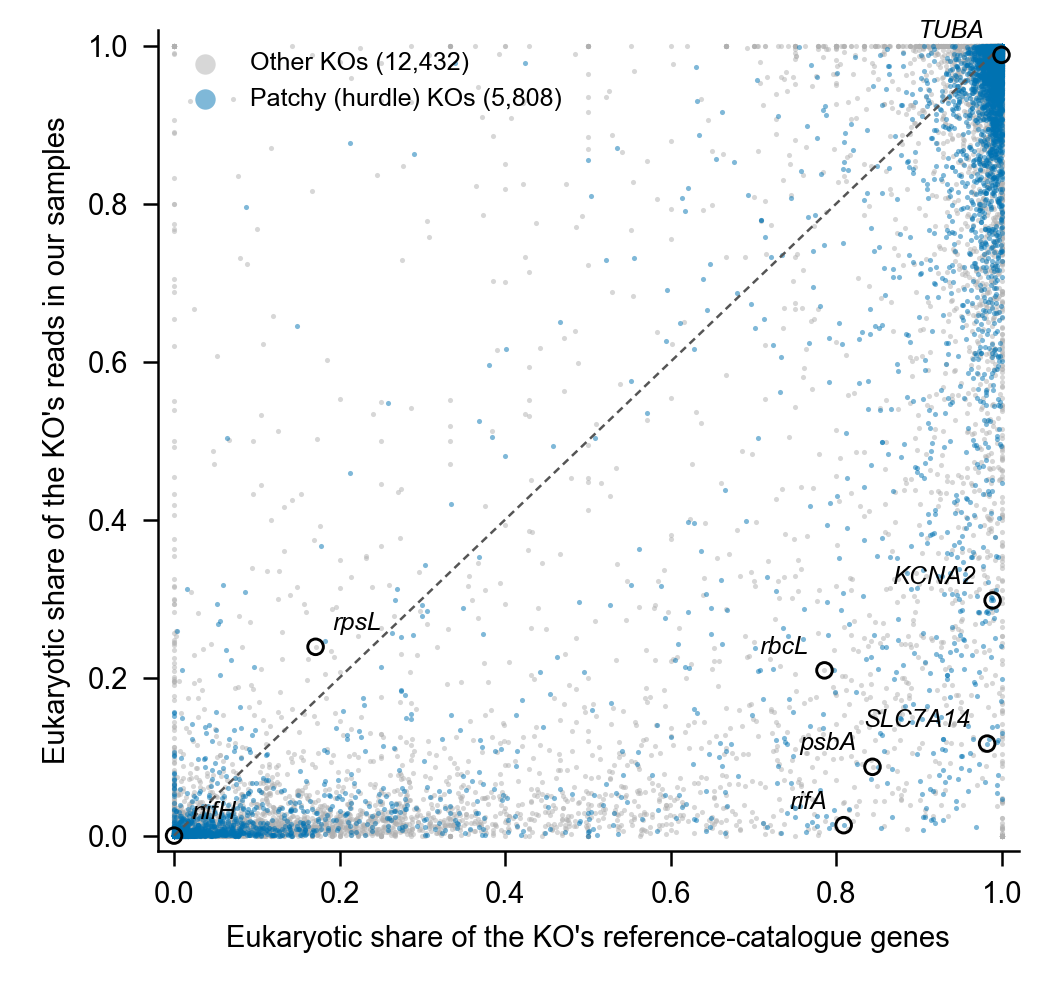 TUBA
1.0
Other KOs (12,432)
Patchy (hurdle) KOs (5,808)
0.8
0.6
0.4
KCNA2
rpsL
rbcL
0.2
SLC7A14
psbA
rifA
nifH
0.0
0.0 0.2 0.4 0.6 0.8 1.0
Eukaryotic share of the KO's reference-catalogue genes
Eukaryotic share of the KO's reads in our samples